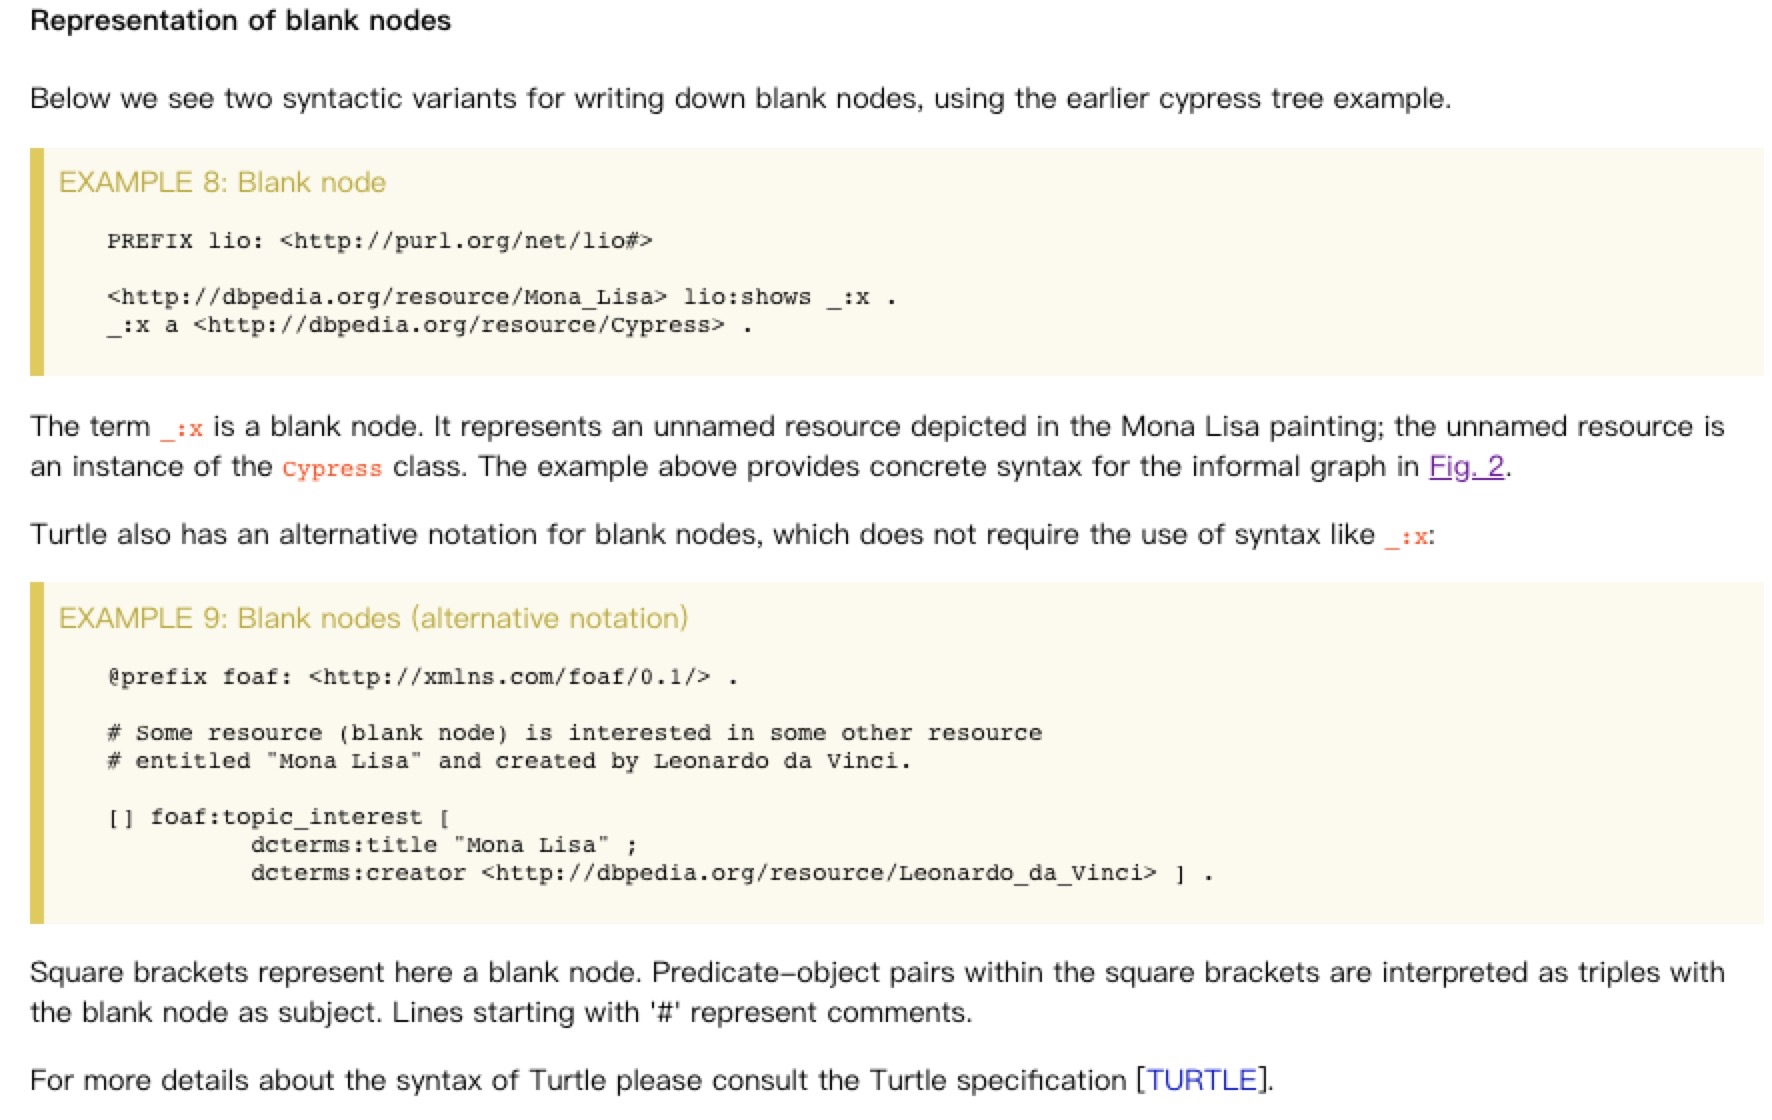 Representation of blank nodes
Below we see two syntactic variants for writing down blank nodes, using the earlier cypress tree example.
EXAMPLE 8: Blank node
PREFIX lio: <http://purl.org/net/lio#>
<http://dbpedia.org/resource/Mona_Lisa> lio:shows _:x .
_:x a <http://dbpedia.org/resource/Cypress> .
The term _:x is a blank node. It represents an unnamed resource depicted in the Mona Lisa painting; the unnamed resource is
an instance of the Cypress class. The example above provides concrete syntax for the informal graph in Fig. 2.
Turtle also has an alternative notation for blank nodes, which does not require the use of syntax like _:x:
EXAMPLE 9: Blank nodes (alternative notation)
@prefix foaf: <http://xmlns.com/foaf/0.1/> .
# Some resource (blank node) is interested in some other resource
# entitled "Mona Lisa" and created by Leonardo da Vinci.
[] foaf:topic_interest [
dcterms:title "Mona Lisa" ;
dcterms:creator <http://dbpedia.org/resource/Leonardo_da_Vinci> ] .
Square brackets represent here a blank node. Predicate–object pairs within the square brackets are interpreted as triples with
the blank node as subject. Lines starting with '#' represent comments.
For more details about the syntax of Turtle please consult the Turtle specification [TURTLE].